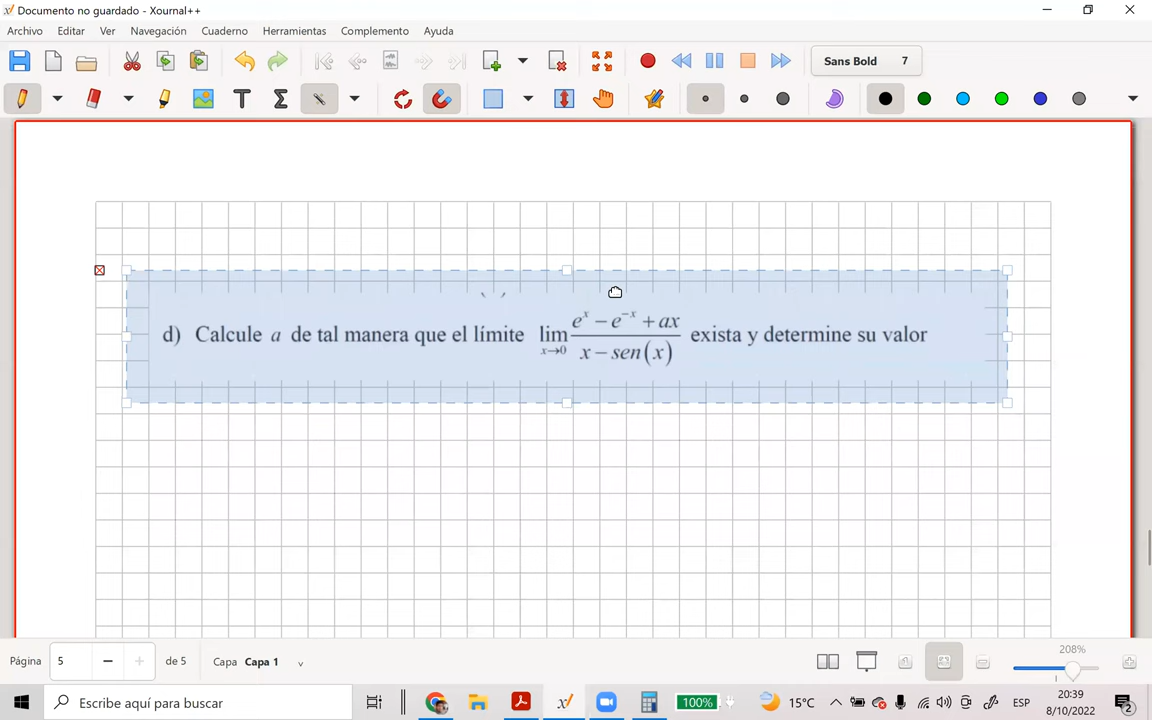 Documento no guardado - Xournal++
Archivo Editar Ver Navegación Cuaderno Herramientas Complemento Ayuda
Sans Bold 7
d) Calcule a de tal manera que el límite lim x→0 (e^x − e^−x + ax)/(x − sen(x)) exista y determine su valor
Página 5 de 5 Capa Capa 1 208%
Escribe aquí para buscar 100% 15°C ESP 20:39
8/10/2022 2